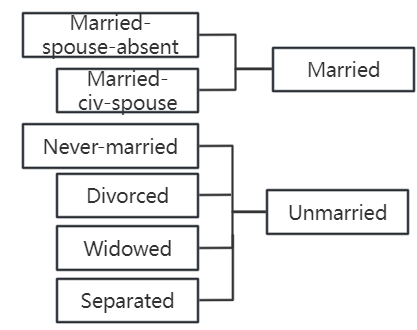 Married-
spouse-absent
Married
Married-
civ-spouse
Never-married
Divorced
Unmarried
Widowed
Separated